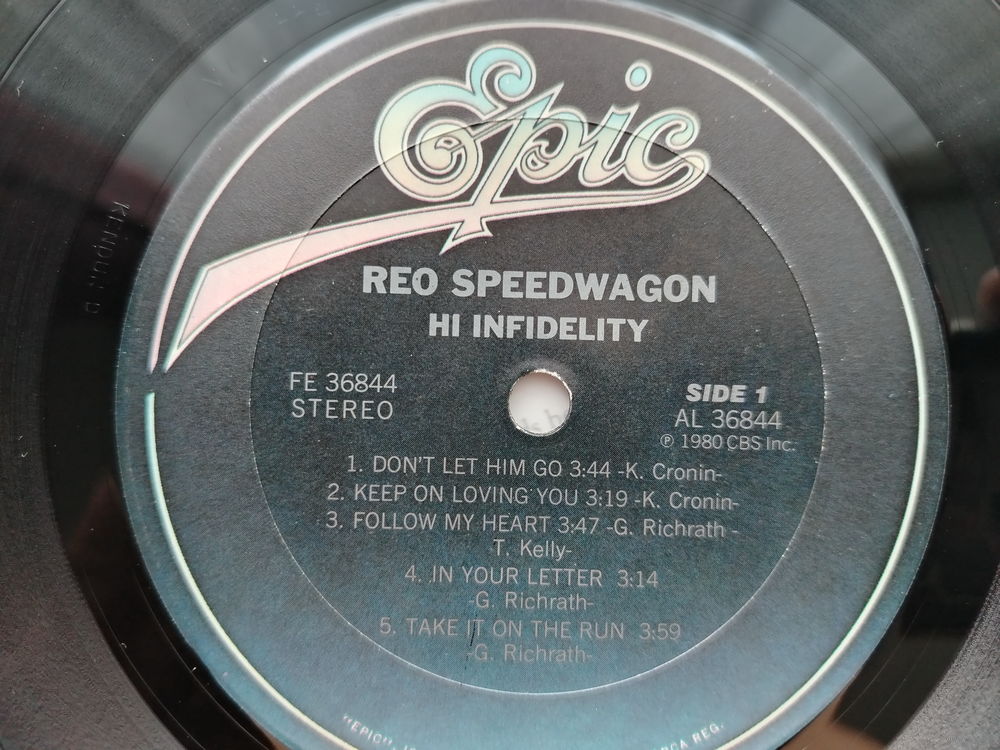 Epic
REO SPEEDWAGON
HI INFIDELITY
FE 36844
STEREO
SIDE 1
AL 36844
℗ 1980 CBS Inc.
1. DON'T LET HIM GO 3:44 -K. Cronin-
2. KEEP ON LOVING YOU 3:19 -K. Cronin-
3. FOLLOW MY HEART 3:47 -G. Richrath -
T. Kelly-
4. IN YOUR LETTER 3:14
-G. Richrath-
5. TAKE IT ON THE RUN 3:59
-G. Richrath-
"EPIC",
REG.